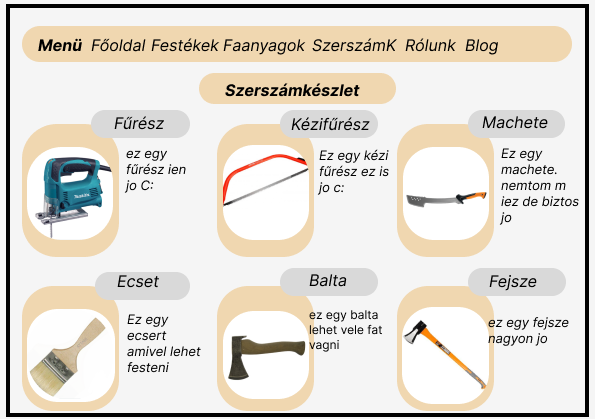 Menü Főoldal Festékek Faanyagok SzerszámK Rólunk Blog
Szerszámkészlet
Fűrész
ez egy
fűrész ien
jo C:
Kézifűrész
Ez egy kézi
fűrész ez is
jo c:
Machete
Ez egy
machete.
nemtom m
iez de biztos
jo
Ecset
Ez egy
ecsert
amivel lehet
festeni
Balta
ez egy balta
lehet vele fat
vagni
Fejsze
ez egy fejsze
nagyon jo